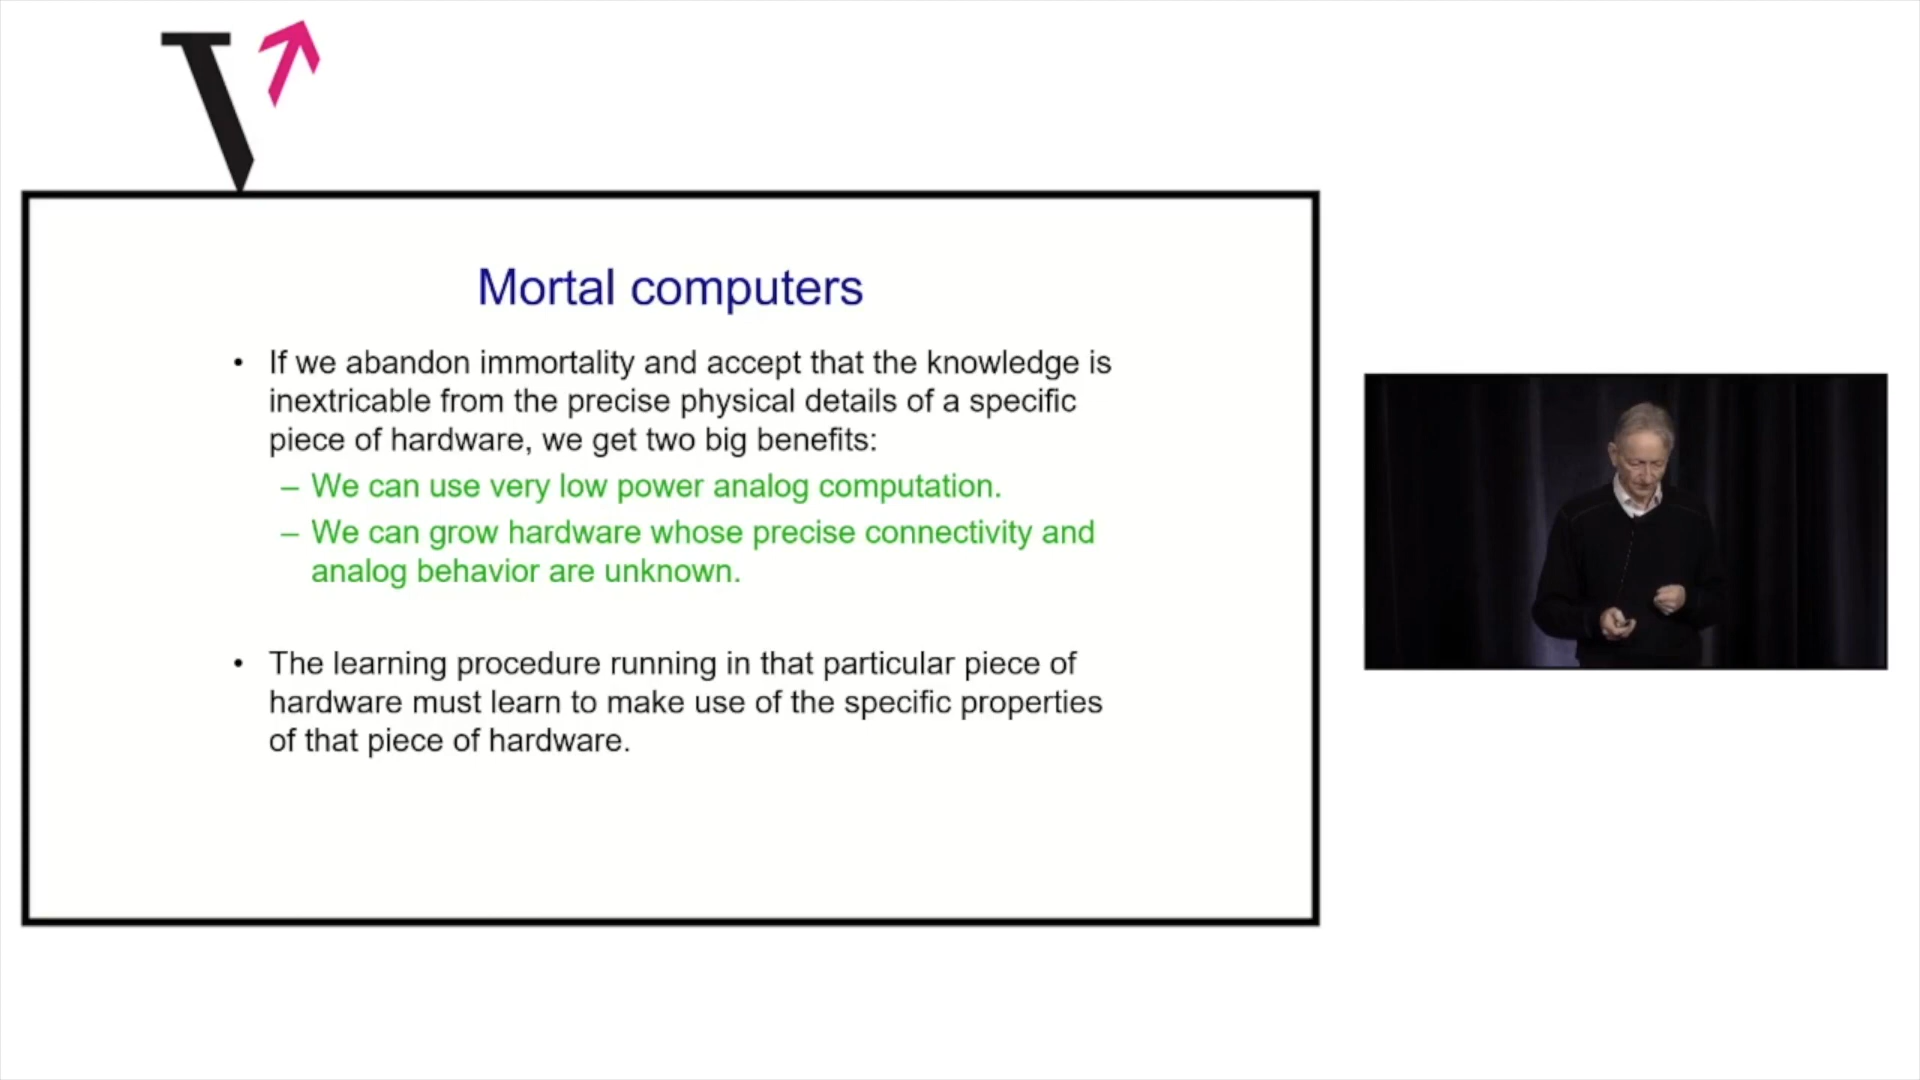 Mortal computers
• If we abandon immortality and accept that the knowledge is
inextricable from the precise physical details of a specific
piece of hardware, we get two big benefits:
– We can use very low power analog computation.
– We can grow hardware whose precise connectivity and
analog behavior are unknown.
• The learning procedure running in that particular piece of
hardware must learn to make use of the specific properties
of that piece of hardware.